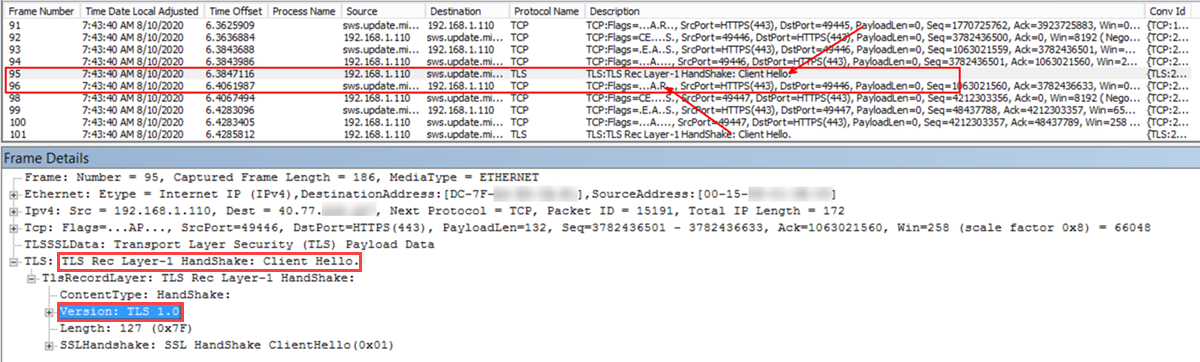 Frame Number Time Date Local Adjusted Time Offset Process Name Source Destination Protocol Name Description Conv Id
91 7:43:40 AM 8/10/2020 6.3625909 sws.update.mi... 192.168.1.110 TCP TCP:Flags=...A.R.., SrcPort=HTTPS(443), DstPort=49445, PayloadLen=0, Seq=1770725762, Ack=3923725883, Win=0... {TCP:1...
92 7:43:40 AM 8/10/2020 6.3636884 192.168.1.110 sws.update.mi... TCP TCP:Flags=CE....S., SrcPort=49446, DstPort=HTTPS(443), PayloadLen=0, Seq=3782436500, Ack=0, Win=8192 ( Nego... {TCP:2...
93 7:43:40 AM 8/10/2020 6.3843688 sws.update.mi... 192.168.1.110 TCP TCP:Flags=.E.A..S., SrcPort=HTTPS(443), DstPort=49446, PayloadLen=0, Seq=1063021559, Ack=3782436501, Win=... {TCP:2...
94 7:43:40 AM 8/10/2020 6.3843986 192.168.1.110 sws.update.mi... TCP TCP:Flags=...A...., SrcPort=49446, DstPort=HTTPS(443), PayloadLen=0, Seq=3782436501, Ack=1063021560, Win=... {TCP:2...
95 7:43:40 AM 8/10/2020 6.3847116 192.168.1.110 sws.update.mi... TLS TLS:TLS Rec Layer-1 HandShake: Client Hello. {TLS:2...
96 7:43:40 AM 8/10/2020 6.4061987 sws.update.mi... 192.168.1.110 TCP TCP:Flags=...A.R.., SrcPort=HTTPS(443), DstPort=49446, PayloadLen=0, Seq=1063021560, Ack=3782436633, Win=0... {TCP:2...
98 7:43:40 AM 8/10/2020 6.4067494 192.168.1.110 sws.update.mi... TCP TCP:Flags=CE....S., SrcPort=49447, DstPort=HTTPS(443), PayloadLen=0, Seq=4212303356, Ack=0, Win=8192 ( Nego... {TCP:2...
99 7:43:40 AM 8/10/2020 6.4283096 sws.update.mi... 192.168.1.110 TCP TCP:Flags=.E.A..S., SrcPort=HTTPS(443), DstPort=49447, PayloadLen=0, Seq=48437788, Ack=4212303357, Win=65... {TCP:2...
100 7:43:40 AM 8/10/2020 6.4283405 192.168.1.110 sws.update.mi... TCP TCP:Flags=...A...., SrcPort=49447, DstPort=HTTPS(443), PayloadLen=0, Seq=4212303357, Ack=48437789, Win=258 ... {TCP:2...
101 7:43:40 AM 8/10/2020 6.4285812 192.168.1.110 sws.update.mi... TLS TLS:TLS Rec Layer-1 HandShake: Client Hello. {TLS:2...
Frame Details
Frame: Number = 95, Captured Frame Length = 186, MediaType = ETHERNET
Ethernet: Etype = Internet IP (IPv4),DestinationAddress:[DC-7F- ],SourceAddress:[00-15- ]
Ipv4: Src = 192.168.1.110, Dest = 40.77. , Next Protocol = TCP, Packet ID = 15191, Total IP Length = 172
Tcp: Flags=...AP..., SrcPort=49446, DstPort=HTTPS(443), PayloadLen=132, Seq=3782436501 - 3782436633, Ack=1063021560, Win=258 (scale factor 0x8) = 66048
TLSSSLData: Transport Layer Security (TLS) Payload Data
TLS: TLS Rec Layer-1 HandShake: Client Hello.
TlsRecordLayer: TLS Rec Layer-1 HandShake:
ContentType: HandShake:
Version: TLS 1.0
Length: 127 (0x7F)
SSLHandshake: SSL HandShake ClientHello(0x01)